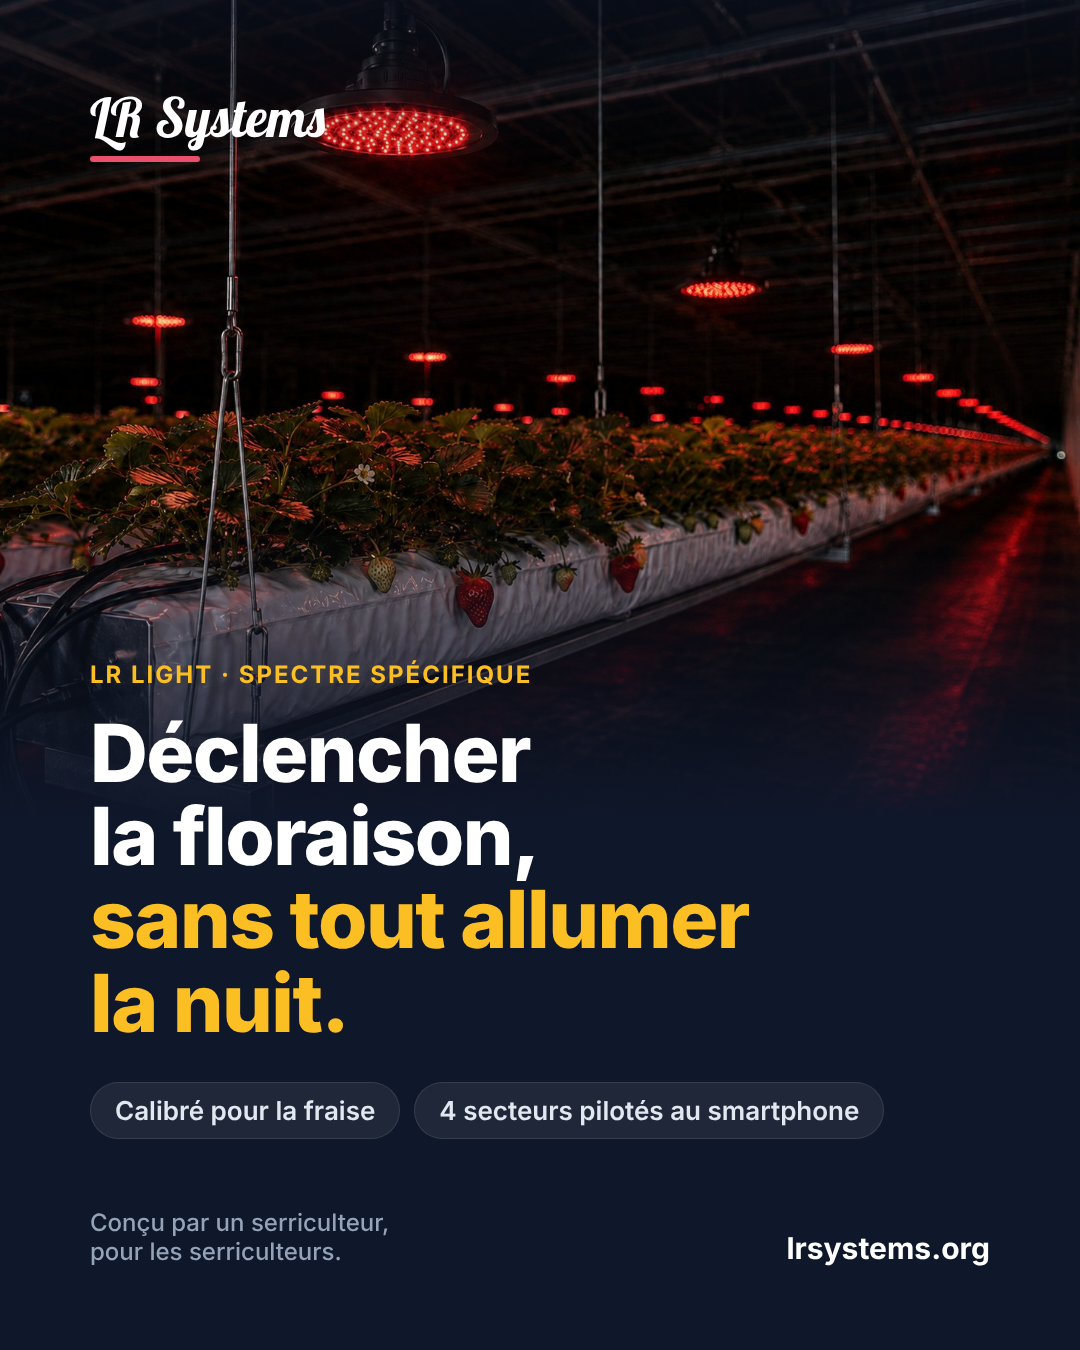 LR Systems
LR LIGHT · SPECTRE SPÉCIFIQUE
Déclencher
la floraison,
sans tout allumer
la nuit.
Calibré pour la fraise
4 secteurs pilotés au smartphone
Conçu par un serriculteur,
pour les serriculteurs.
lrsystems.org